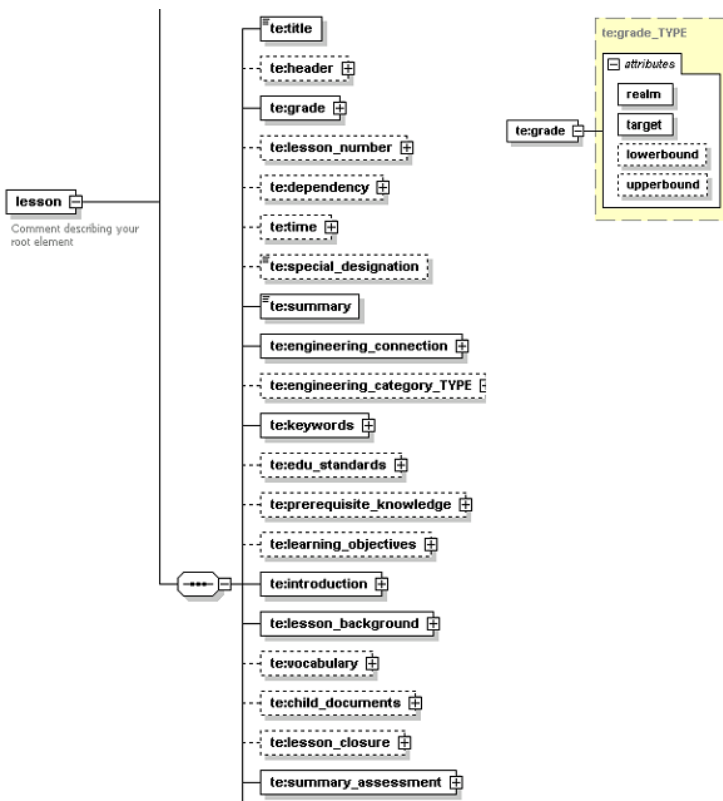 te:title
te:header
te:grade
te:lesson_number
te:dependency
te:time
te:special_designation
te:summary
te:engineering_connection
te:engineering_category_TYPE
te:keywords
te:edu_standards
te:prerequisite_knowledge
te:learning_objectives
te:introduction
te:lesson_background
te:vocabulary
te:child_documents
te:lesson_closure
te:summary_assessment
lesson
Comment describing your
root element
te:grade_TYPE
attributes
realm
target
lowerbound
upperbound
te:grade